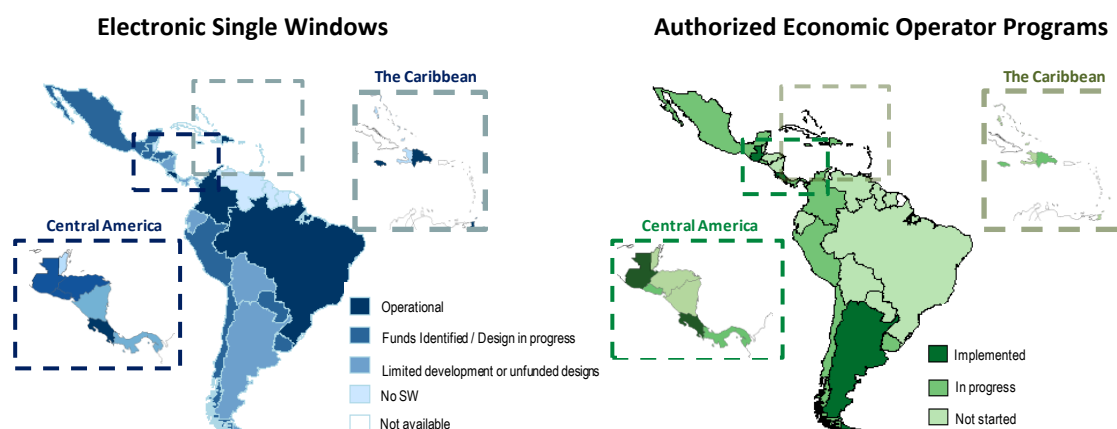 Electronic Single Windows
The Caribbean
Central America
Operational
Funds Identified / Design in progress
Limited development or unfunded designs
No SW
Not available
Authorized Economic Operator Programs
The Caribbean
Central America
Implemented
In progress
Not started